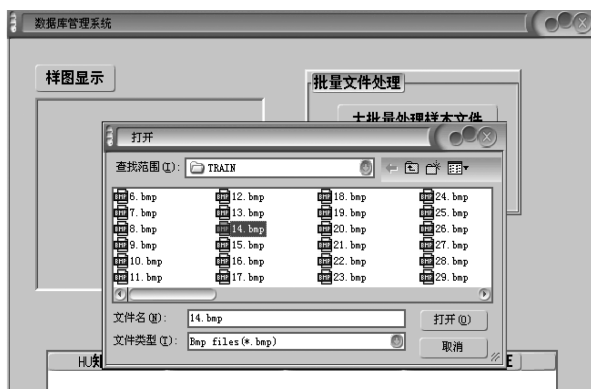 数据库管理系统
样图显示
批量文件处理
大批量处理样本文件
打开
查找范围(I):
TRAIN
6.bmp
7.bmp
8.bmp
9.bmp
10.bmp
11.bmp
12.bmp
13.bmp
14.bmp
15.bmp
16.bmp
17.bmp
18.bmp
19.bmp
20.bmp
21.bmp
22.bmp
23.bmp
24.bmp
25.bmp
26.bmp
27.bmp
28.bmp
29.bmp
文件名(N):
14.bmp
打开(O)
文件类型(T):
Bmp files(*.bmp)
取消
HU矩